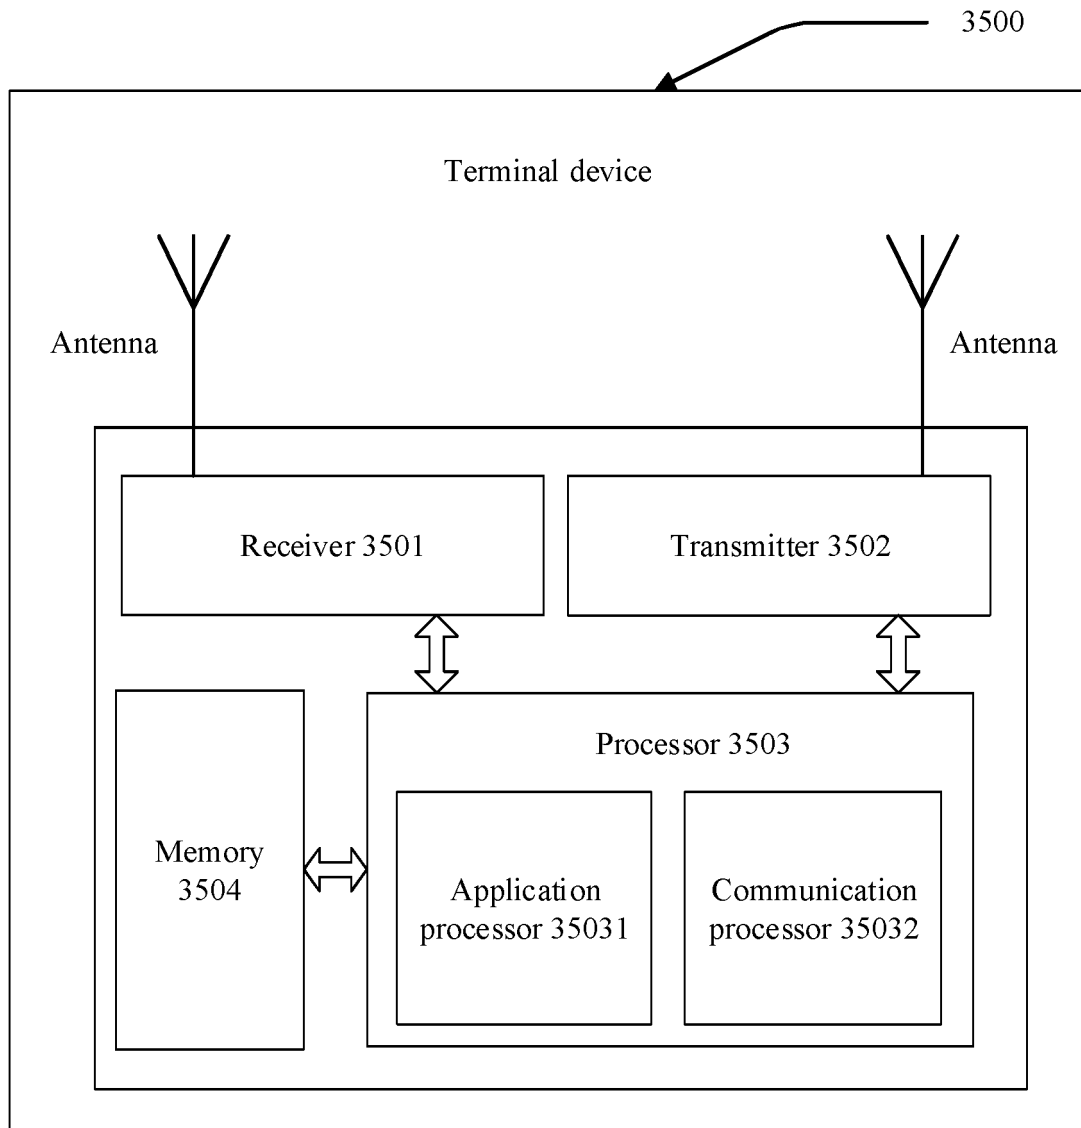 3500
Terminal device
Antenna
Antenna
Receiver 3501
Transmitter 3502
Processor 3503
Memory
3504
Application
processor 35031
Communication
processor 35032